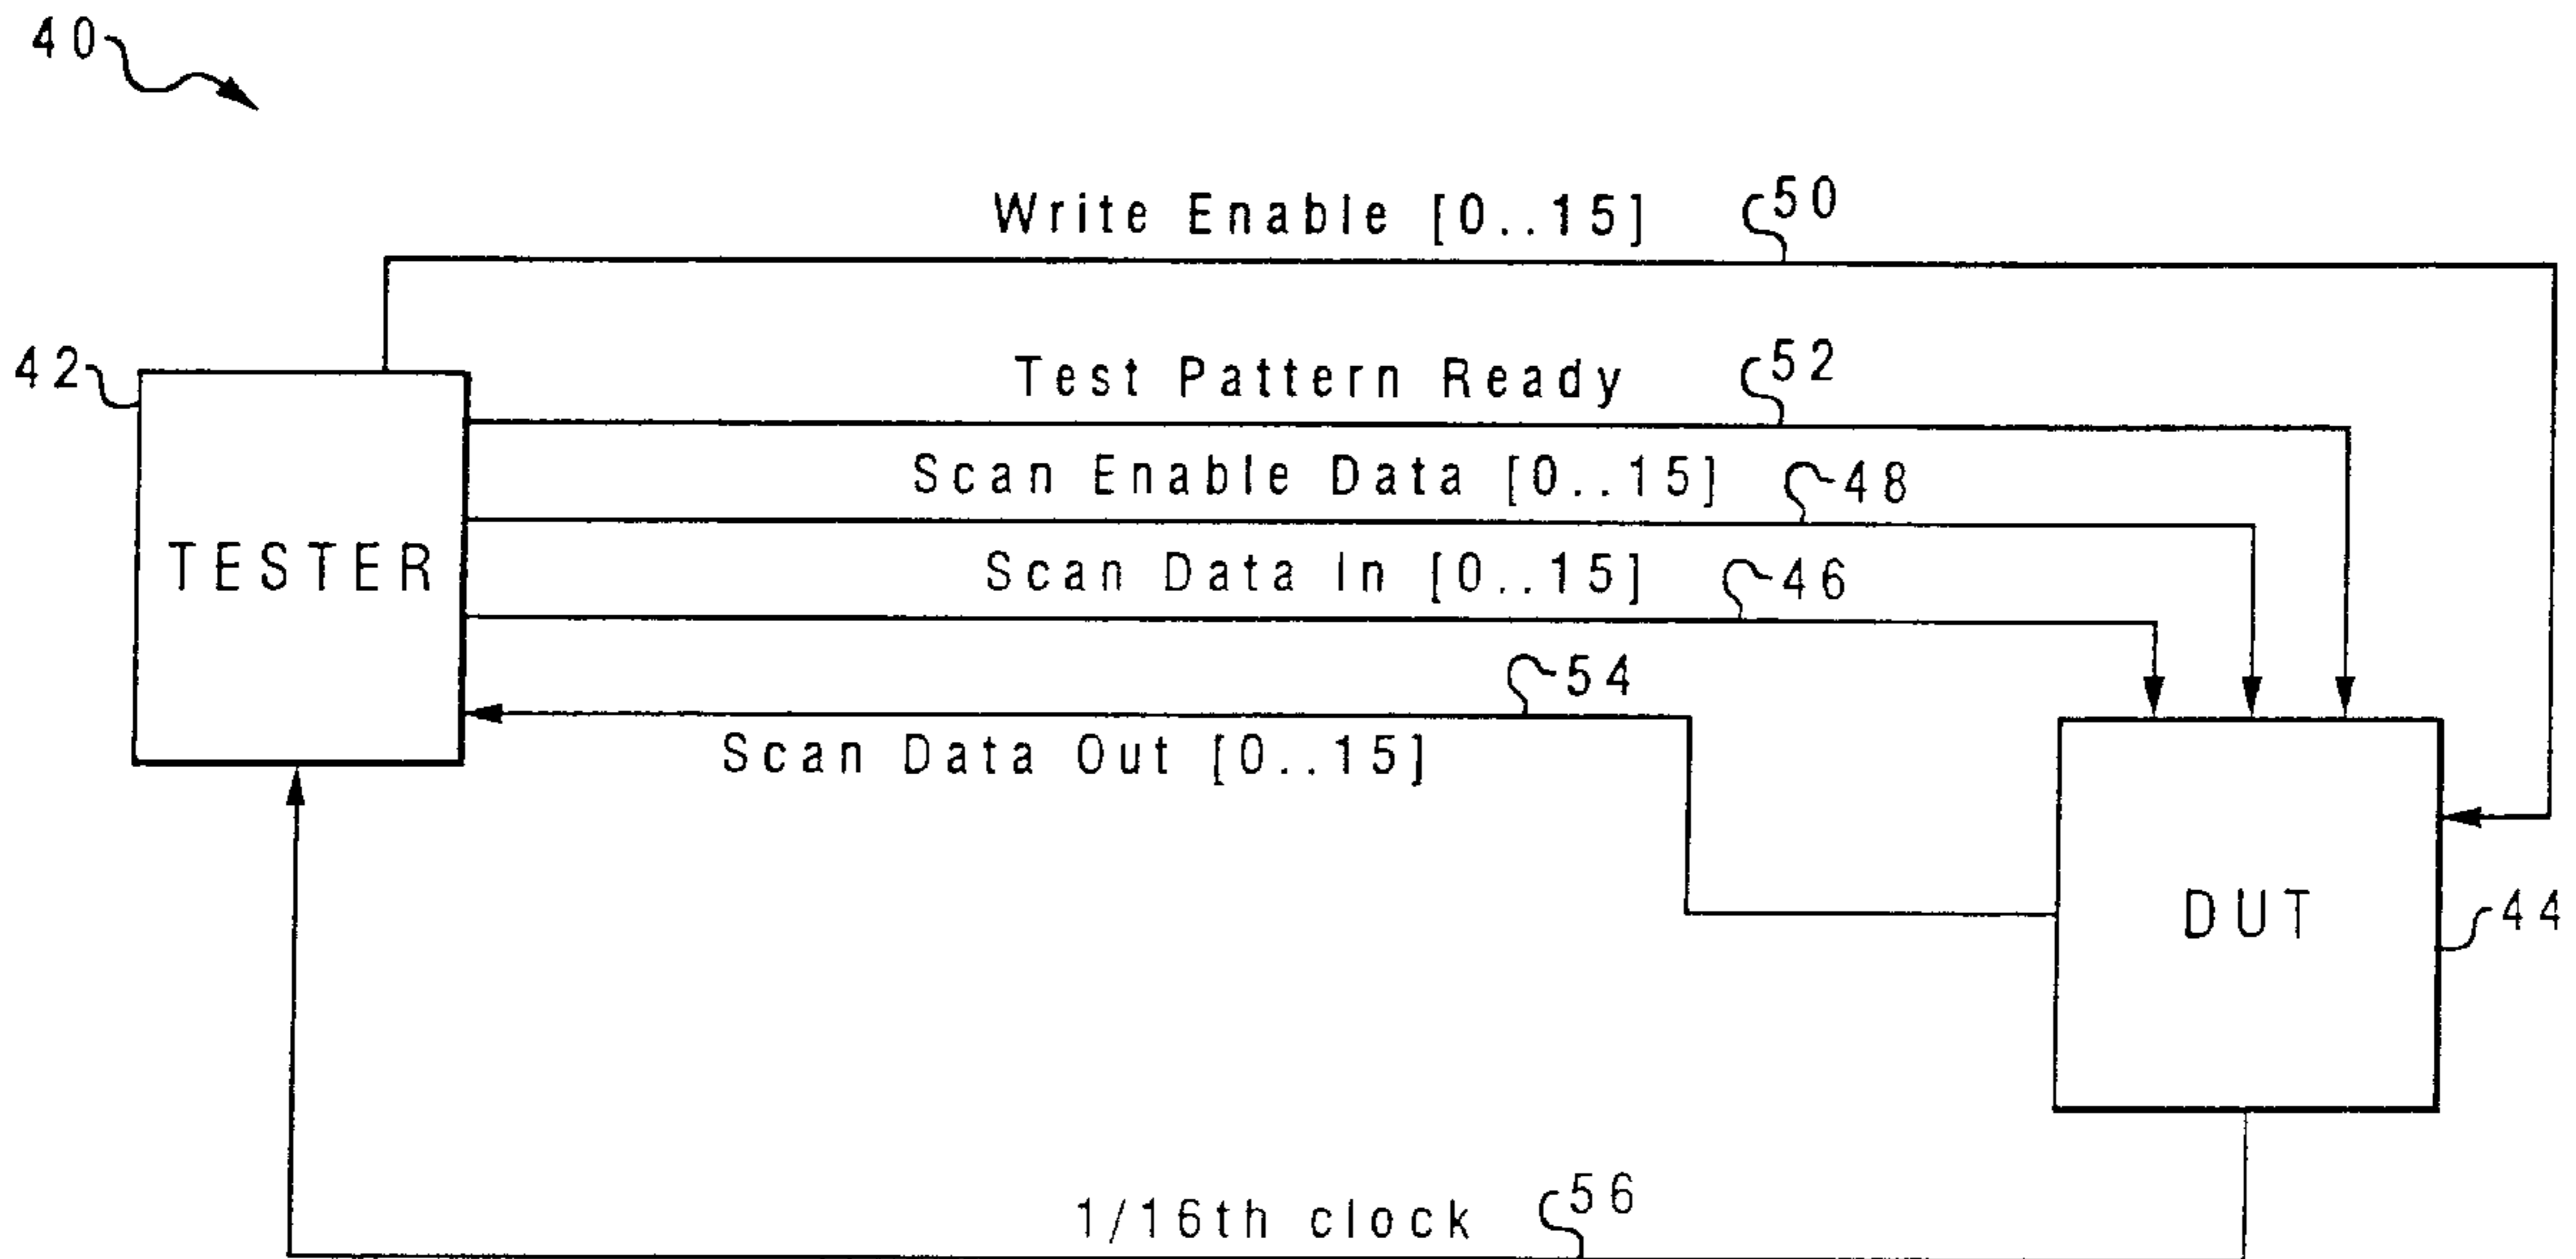 40
Write Enable [0..15] 50
42
Test Pattern Ready 52
Scan Enable Data [0..15] 48
TESTER
Scan Data In [0..15] 46
54
Scan Data Out [0..15]
DUT
44
1/16th clock 56